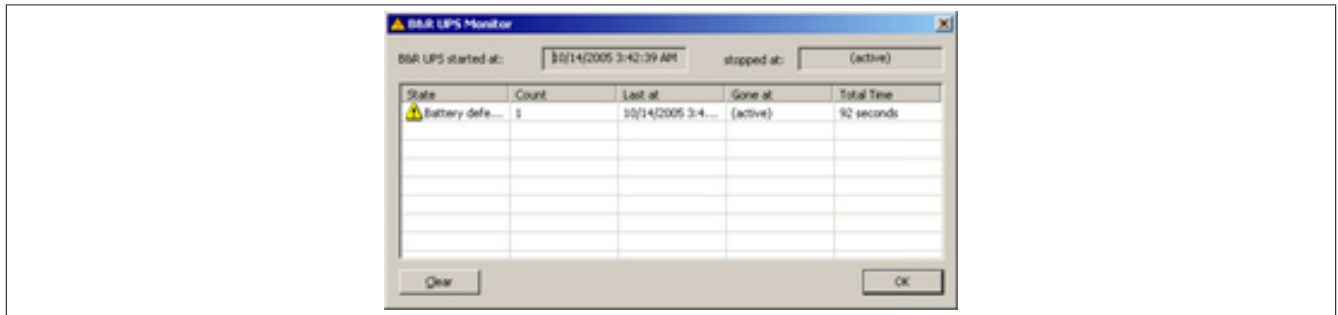 B&R UPS Monitor
B&R UPS started at: 10/14/2005 3:42:39 AM stopped at: (active)
State Count Last at Gone at Total Time
Battery defe... 1 10/14/2005 3:4... (active) 92 seconds
Clear OK